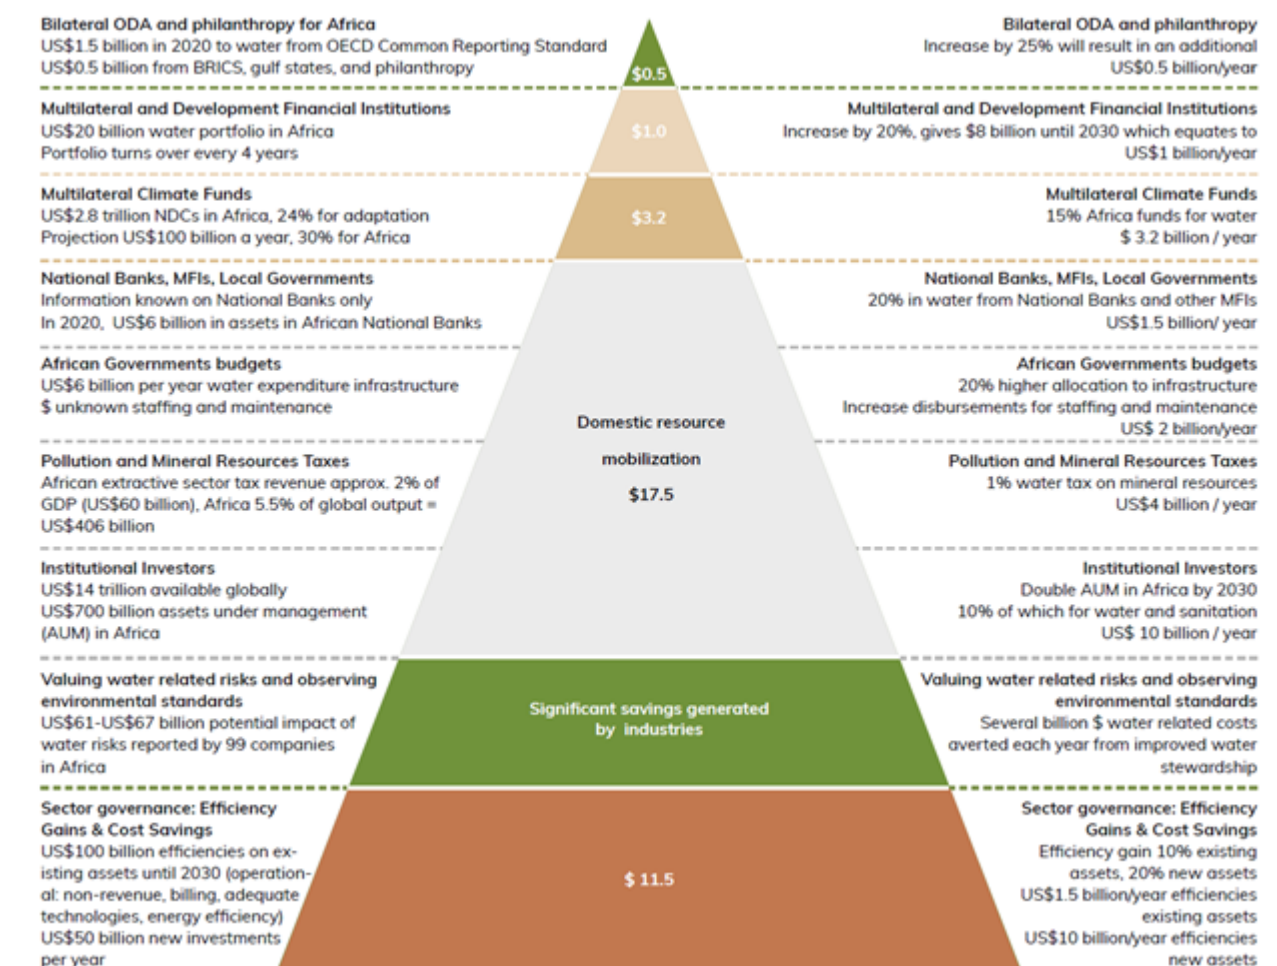 Bilateral ODA and philanthropy for Africa
US$1.5 billion in 2020 to water from OECD Common Reporting Standard
US$0.5 billion from BRICS, gulf states, and philanthropy
$0.5
Bilateral ODA and philanthropy
Increase by 25% will result in an additional
US$0.5 billion/year
Multilateral and Development Financial Institutions
US$20 billion water portfolio in Africa
Portfolio turns over every 4 years
$1.0
Multilateral and Development Financial Institutions
Increase by 20%, gives $8 billion until 2030 which equates to
US$1 billion/year
Multilateral Climate Funds
US$2.8 trillion NDCs in Africa, 24% for adaptation
Projection US$100 billion a year, 30% for Africa
$3.2
Multilateral Climate Funds
15% Africa funds for water
$ 3.2 billion / year
National Banks, MFIs, Local Governments
Information known on National Banks only
In 2020, US$6 billion in assets in African National Banks
National Banks, MFIs, Local Governments
20% in water from National Banks and other MFIs
US$1.5 billion/ year
African Governments budgets
US$6 billion per year water expenditure infrastructure
$ unknown staffing and maintenance
African Governments budgets
20% higher allocation to infrastructure
Increase disbursements for staffing and maintenance
US$ 2 billion/year
Domestic resource
mobilization
$17.5
Pollution and Mineral Resources Taxes
African extractive sector tax revenue approx. 2% of
GDP (US$60 billion), Africa 5.5% of global output =
US$406 billion
Pollution and Mineral Resources Taxes
1% water tax on mineral resources
US$4 billion / year
Institutional Investors
US$14 trillion available globally
US$700 billion assets under management
(AUM) in Africa
Institutional Investors
Double AUM in Africa by 2030
10% of which for water and sanitation
US$ 10 billion / year
Valuing water related risks and observing
environmental standards
US$61-US$67 billion potential impact of
water risks reported by 99 companies
in Africa
Significant savings generated
by industries
Valuing water related risks and observing
environmental standards
Several billion $ water related costs
averted each year from improved water
stewardship
Sector governance: Efficiency
Gains & Cost Savings
US$100 billion efficiencies on ex-
isting assets until 2030 (operation-
al: non-revenue, billing, adequate
technologies, energy efficiency)
US$50 billion new investments
per year
$ 11.5
Sector governance: Efficiency
Gains & Cost Savings
Efficiency gain 10% existing
assets, 20% new assets
US$1.5 billion/year efficiencies
existing assets
US$10 billion/year efficiencies
new assets